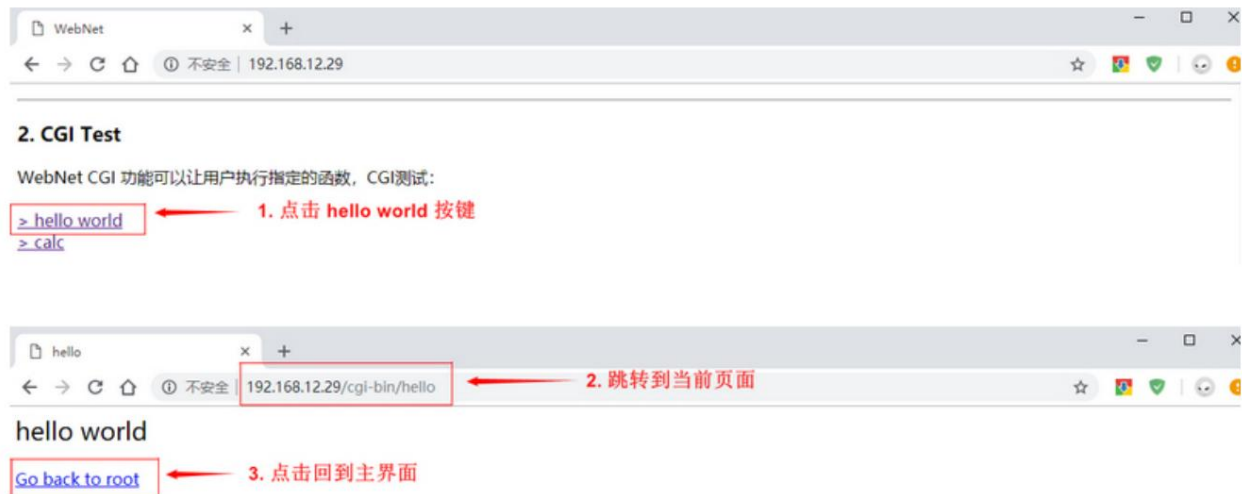 WebNet
不安全 | 192.168.12.29
2. CGI Test
WebNet CGI 功能可以让用户执行指定的函数，CGI测试：
> hello world
1. 点击 hello world 按键
> calc
hello
不安全 | 192.168.12.29/cgi-bin/hello
2. 跳转到当前页面
hello world
Go back to root
3. 点击回到主界面